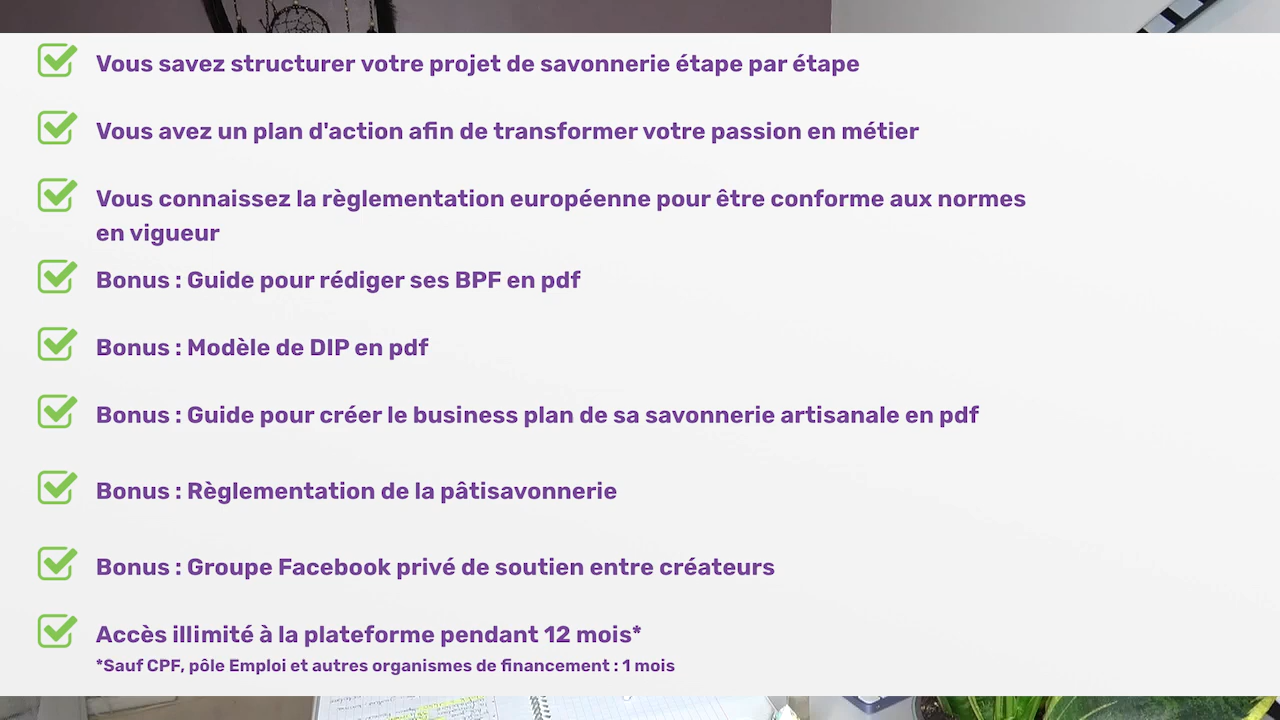 Vous savez structurer votre projet de savonnerie étape par étape
Vous avez un plan d'action afin de transformer votre passion en métier
Vous connaissez la règlementation européenne pour être conforme aux normes
en vigueur
Bonus : Guide pour rédiger ses BPF en pdf
Bonus : Modèle de DIP en pdf
Bonus : Guide pour créer le business plan de sa savonnerie artisanale en pdf
Bonus : Règlementation de la pâtisavonnerie
Bonus : Groupe Facebook privé de soutien entre créateurs
Accès illimité à la plateforme pendant 12 mois*
*Sauf CPF, pôle Emploi et autres organismes de financement : 1 mois